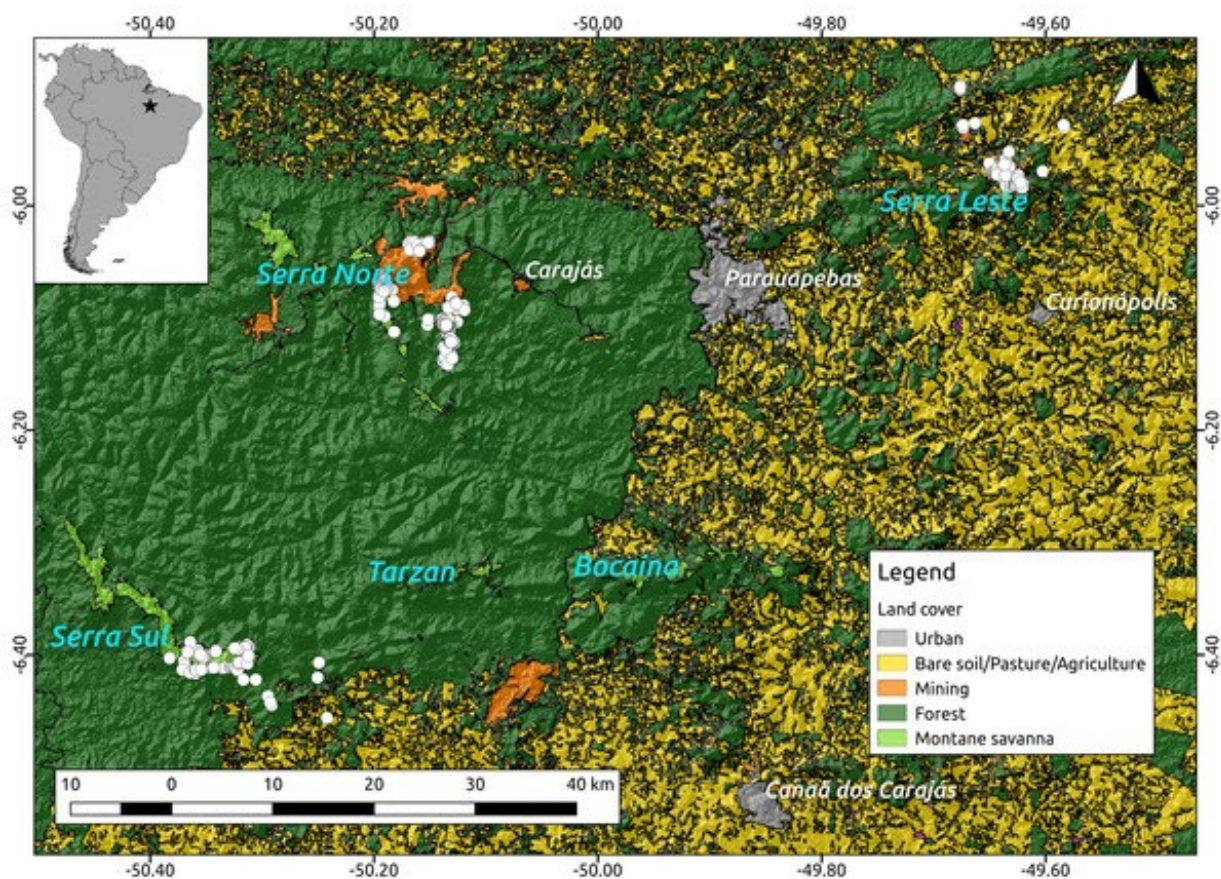 -50,40 -50,20 -50,00 -49,80 -49,60
-6,00
-6,00
Serra Leste
Serra Norte
Carajás
Parauapebas
Curionópolis
-6,20
-6,20
Tarzan
Bocaina
Serra Sul
-6,40
-6,40
Legend
Land cover
Urban
Bare soil/Pasture/Agriculture
Mining
Forest
Montane savanna
10 0 10 20 30 40 km
Canaã dos Carajás
-50,40 -50,20 -50,00 -49,80 -49,60